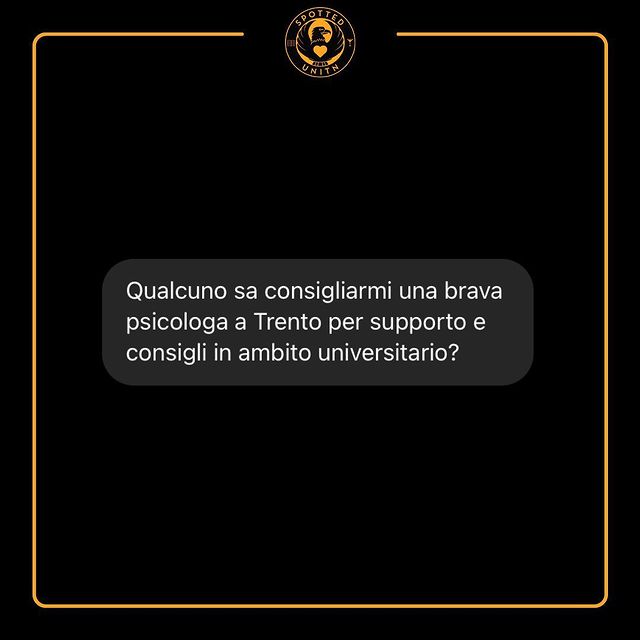 SPOTTED
UNITN
Qualcuno sa consigliarmi una brava
psicologa a Trento per supporto e
consigli in ambito universitario?